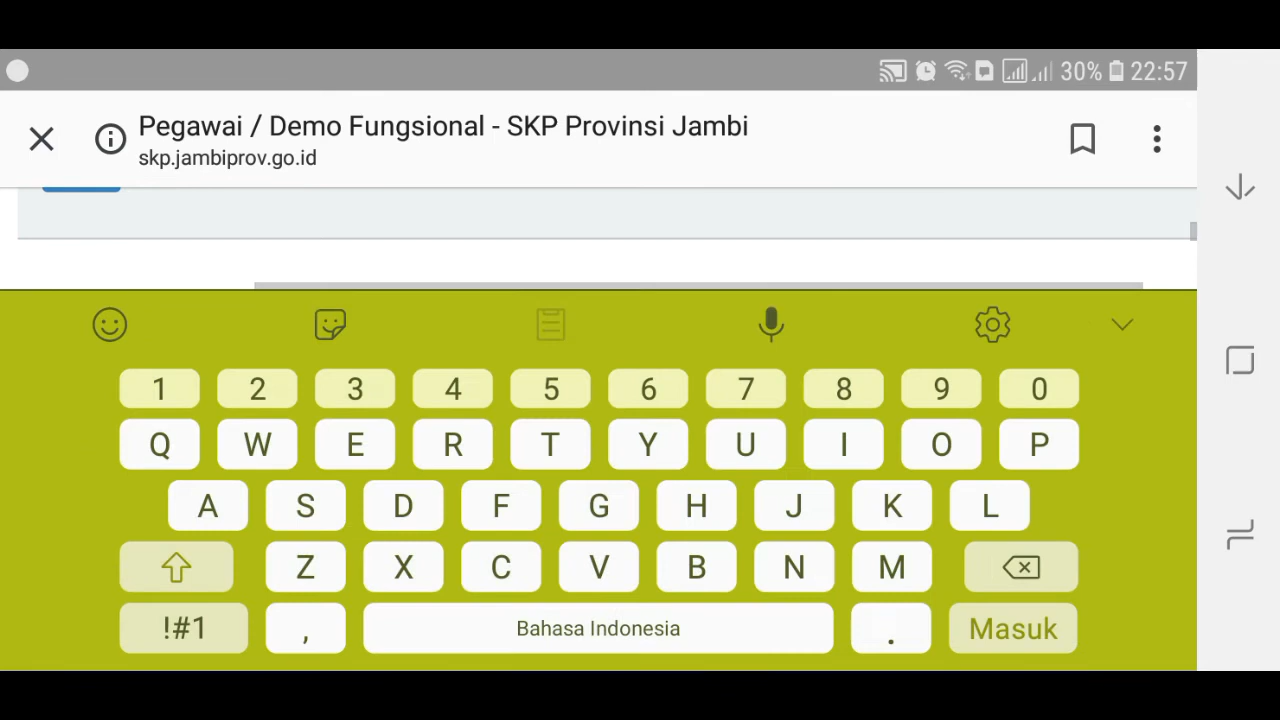 30% 22:57
Pegawai / Demo Fungsional - SKP Provinsi Jambi
skp.jambiprov.go.id
1 2 3 4 5 6 7 8 9 0
Q W E R T Y U I O P
A S D F G H J K L
Z X C V B N M
!#1 , Bahasa Indonesia . Masuk